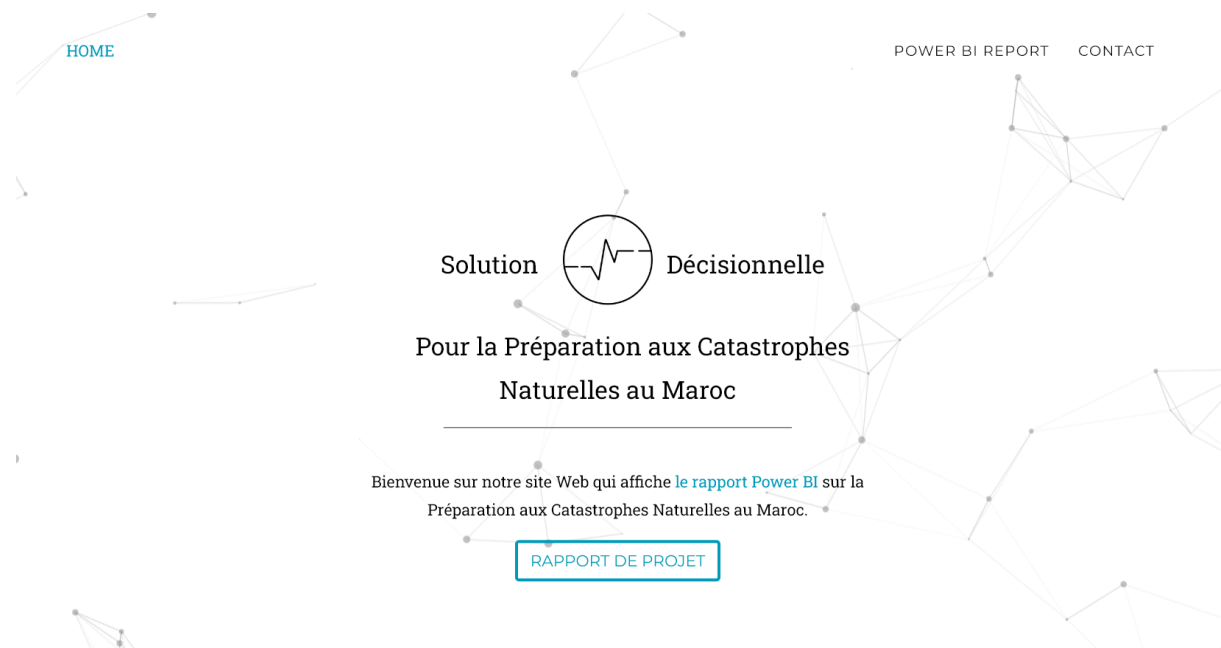 HOME
POWER BI REPORT
CONTACT
Solution Décisionnelle
Pour la Préparation aux Catastrophes
Naturelles au Maroc
Bienvenue sur notre site Web qui affiche le rapport Power BI sur la
Préparation aux Catastrophes Naturelles au Maroc.
RAPPORT DE PROJET